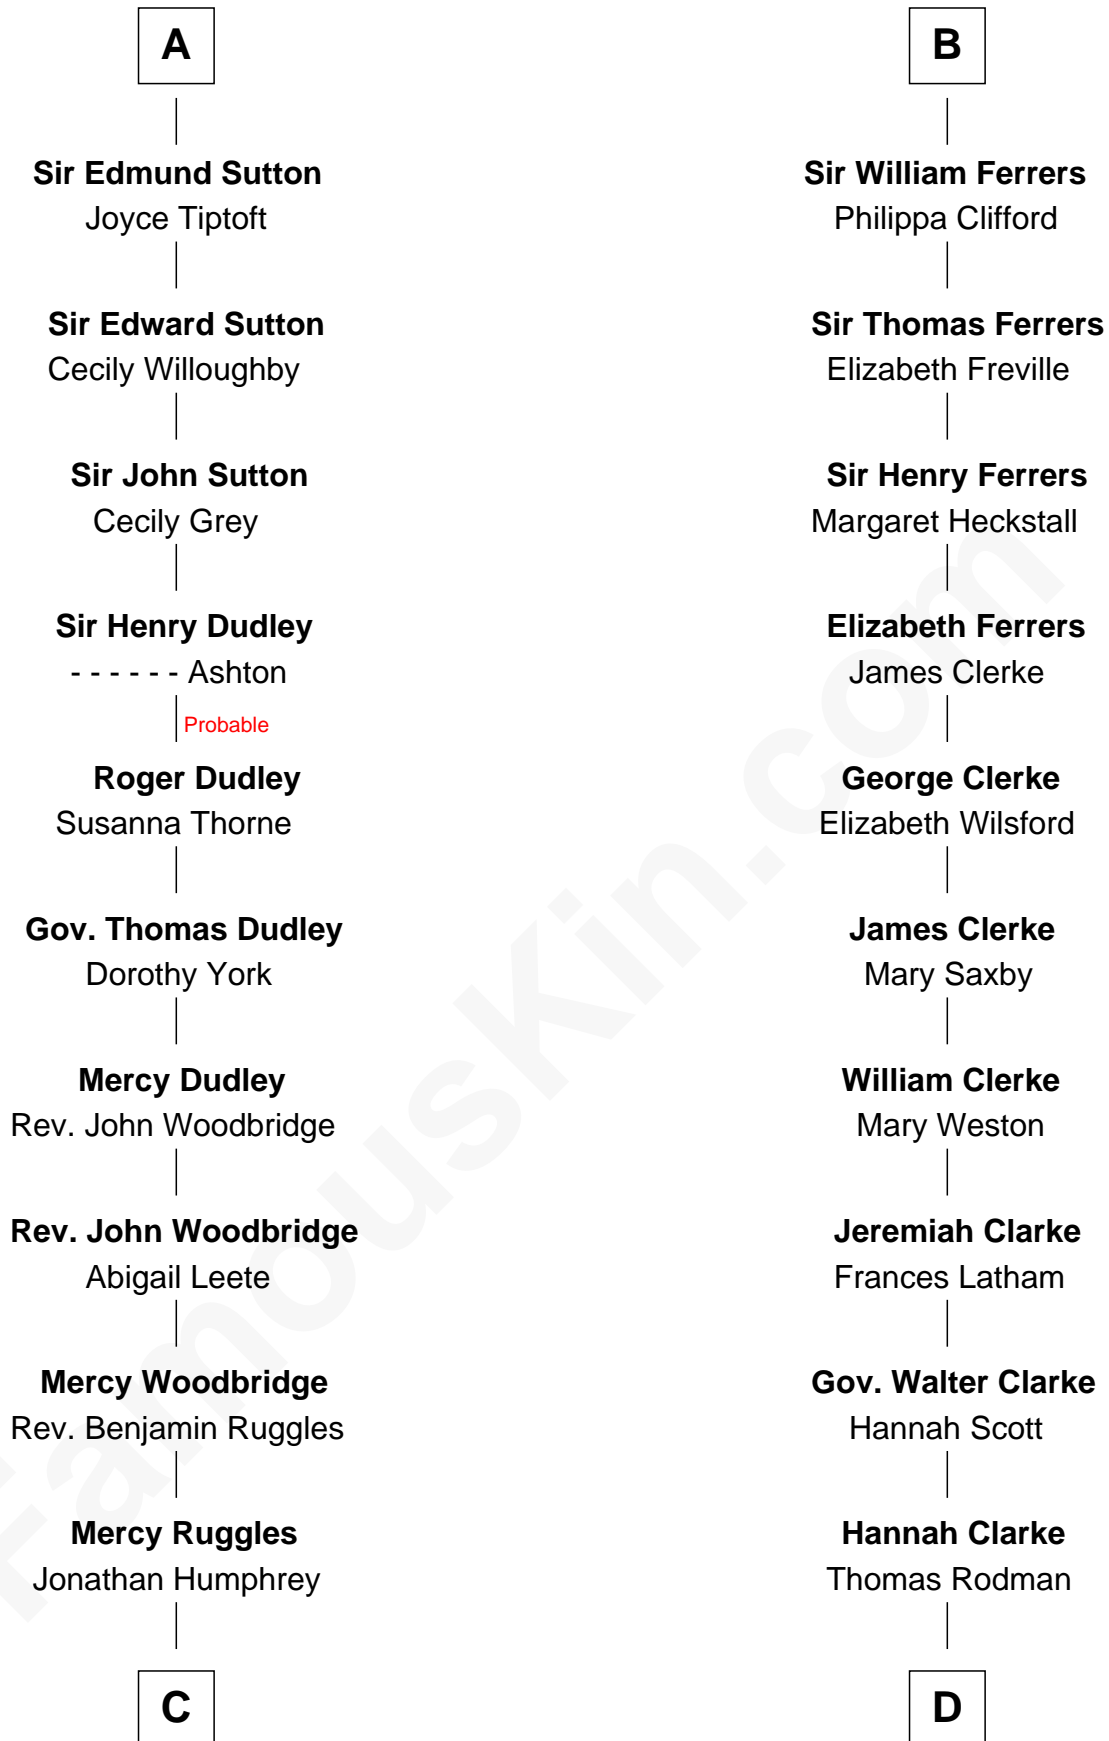 A
Sir Edmund Sutton
Joyce Tiptoft
Sir Edward Sutton
Cecily Willoughby
Sir John Sutton
Cecily Grey
Sir Henry Dudley
- - - - - - Ashton
Probable
Roger Dudley
Susanna Thorne
Gov. Thomas Dudley
Dorothy York
Mercy Dudley
Rev. John Woodbridge
Rev. John Woodbridge
Abigail Leete
Mercy Woodbridge
Rev. Benjamin Ruggles
Mercy Ruggles
Jonathan Humphrey
C
B
Sir William Ferrers
Philippa Clifford
Sir Thomas Ferrers
Elizabeth Freville
Sir Henry Ferrers
Margaret Heckstall
Elizabeth Ferrers
James Clerke
George Clerke
Elizabeth Wilsford
James Clerke
Mary Saxby
William Clerke
Mary Weston
Jeremiah Clarke
Frances Latham
Gov. Walter Clarke
Hannah Scott
Hannah Clarke
Thomas Rodman
D
FamousKin.com